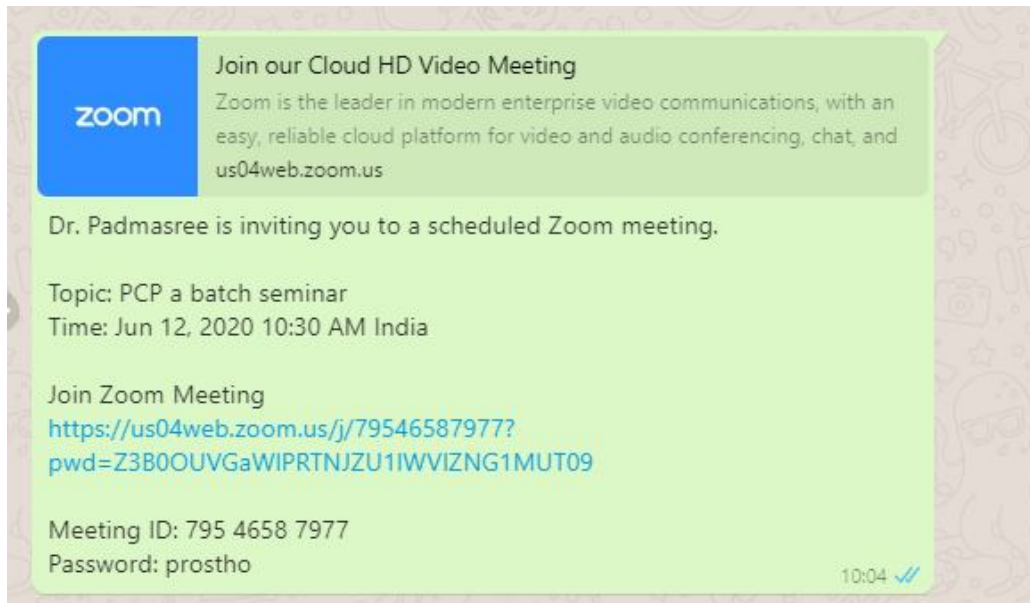 zoom
Join our Cloud HD Video Meeting
Zoom is the leader in modern enterprise video communications, with an
easy, reliable cloud platform for video and audio conferencing, chat, and
us04web.zoom.us
Dr. Padmasree is inviting you to a scheduled Zoom meeting.
Topic: PCP a batch seminar
Time: Jun 12, 2020 10:30 AM India
Join Zoom Meeting
https://us04web.zoom.us/j/79546587977?
pwd=Z3B0OUVGaWlPRTNJZU1IWVlZNG1MUT09
Meeting ID: 795 4658 7977
Password: prostho
10:04